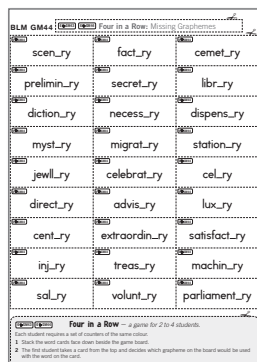 BLM GM44 Four in a Row: Missing Graphemes
scen_ry fact_ry cemet_ry
prelimin_ry secret_ry libr_ry
diction_ry necess_ry dispens_ry
myst_ry migrat_ry station_ry
jewll_ry celebrat_ry cel_ry
direct_ry advis_ry lux_ry
cent_ry extraordin_ry satisfact_ry
inj_ry treas_ry machin_ry
sal_ry volunt_ry parliament_ry
Four in a Row — a game for 2 to 4 students.
Each student requires a set of counters of the same colour.
1 Stack the word cards face down beside the game board.
2 The first student takes a card from the top and decides which grapheme on the board would be used
with the word on the card.